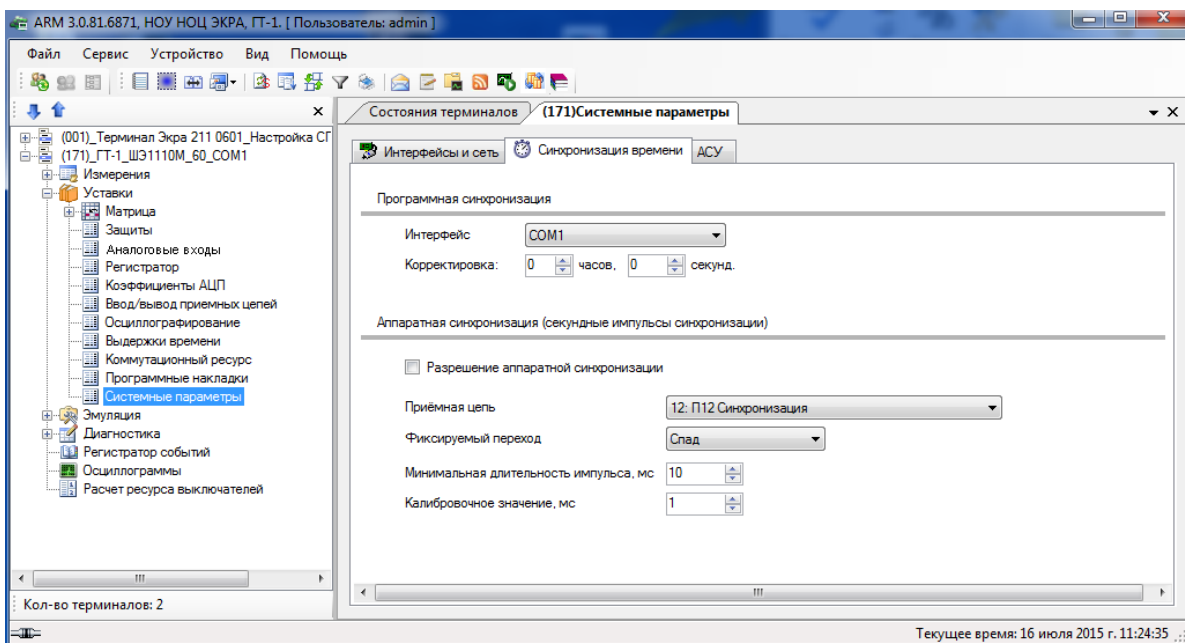 ARM 3.0.81.6871, НОУ НОЦ ЭКРА, ГТ-1. [ Пользователь: admin ]
Файл Сервис Устройство Вид Помощь
Состояния терминалов (171)Системные параметры
(001)_Терминал Экра 211 0601_Настройка СГ
(171)_ГТ-1_ШЭ1110М_60_COM1
Измерения
Уставки
Матрица
Защиты
Аналоговые входы
Регистратор
Коэффициенты АЦП
Ввод/вывод приемных цепей
Осциллографирование
Выдержки времени
Коммутационный ресурс
Программные накладки
Системные параметры
Эмуляция
Диагностика
Регистратор событий
Осциллограммы
Расчет ресурса выключателей
Кол-во терминалов: 2
Интерфейсы и сеть Синхронизация времени АСУ
Программная синхронизация
Интерфейс COM1
Корректировка: 0 часов, 0 секунд.
Аппаратная синхронизация (секундные импульсы синхронизации)
Разрешение аппаратной синхронизации
Приёмная цепь 12: П12 Синхронизация
Фиксируемый переход Спад
Минимальная длительность импульса, мс 10
Калибровочное значение, мс 1
Текущее время: 16 июля 2015 г. 11:24:35